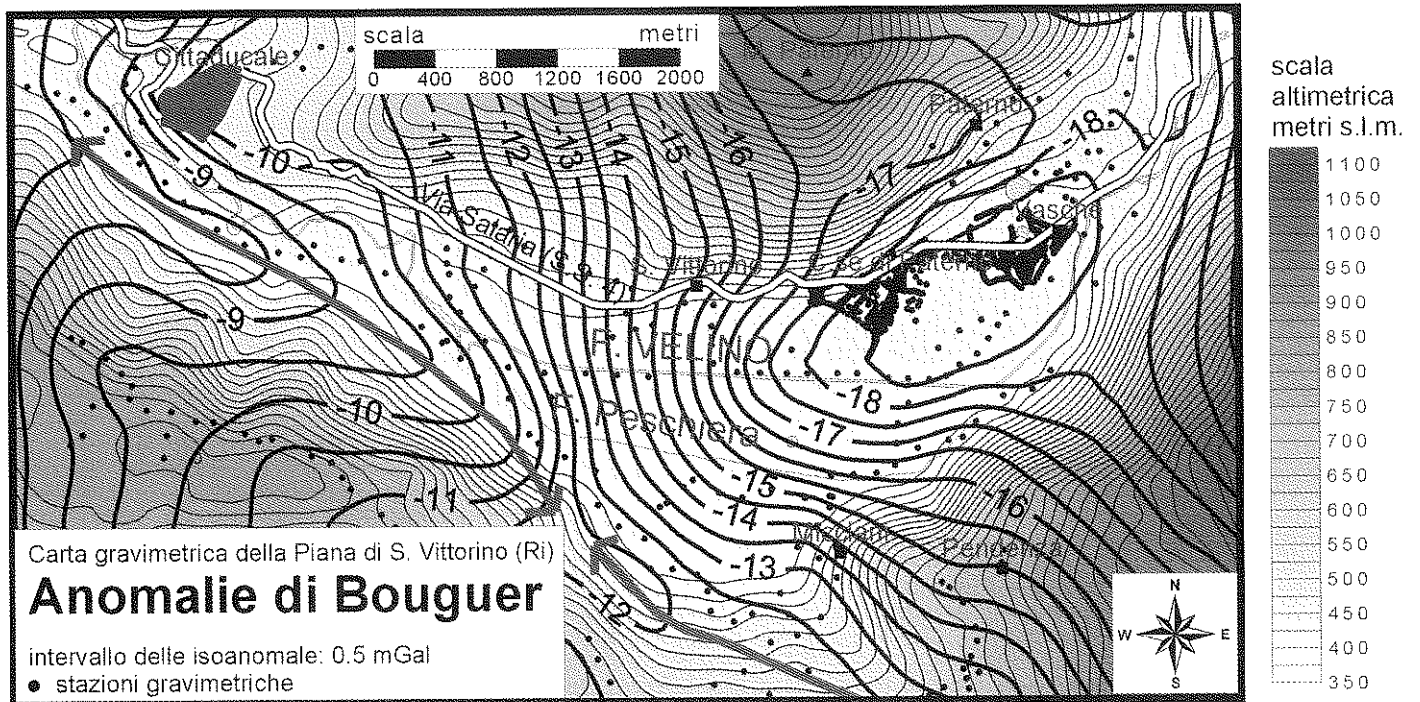 scala metri
0 400 800 1200 1600 2000
Cittaducale
Paterno
-18
-10
-11
-12
-13
-14
-15
-16
-17
-9
Via Salaria (S.S. 4)
Vasche
S. Vittorino
-9
F. VELINO
-10
-18
F. Peschiera
-17
-11
-15
-16
-14
Micciani
Pendenza
-13
-12
Carta gravimetrica della Piana di S. Vittorino (Ri)
Anomalie di Bouguer
intervallo delle isoanomale: 0.5 mGal
stazioni gravimetriche
N
W E
S
scala
altimetrica
metri s.l.m.
1100
1050
1000
950
900
850
800
750
700
650
600
550
500
450
400
350